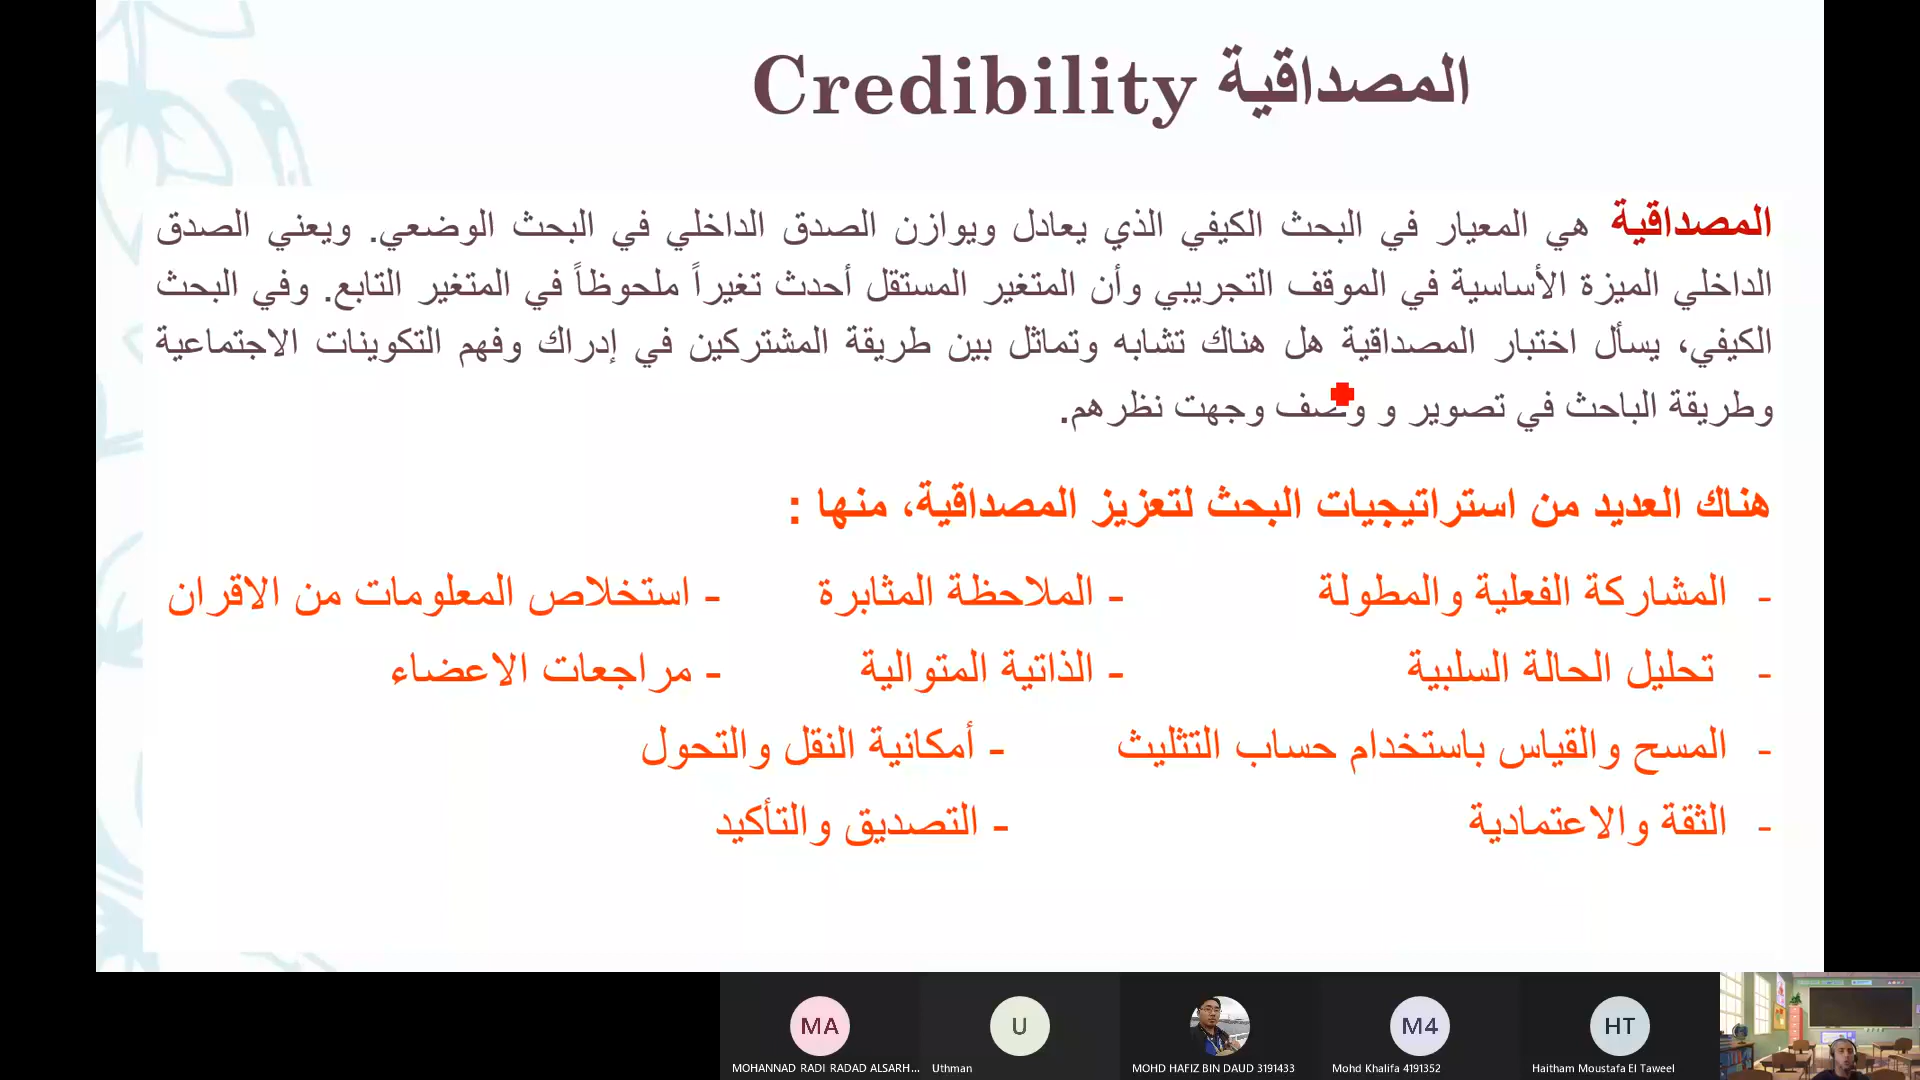 المصداقية Credibility
المصداقية هي المعيار في البحث الكيفي الذي يعادل ويوازن الصدق الداخلي في البحث الوضعي. ويعني الصدق
الداخلي الميزة الأساسية في الموقف التجريبي وأن المتغير المستقل أحدث تغيراً ملحوظاً في المتغير التابع. وفي البحث
الكيفي، يسأل اختبار المصداقية هل هناك تشابه وتماثل بين طريقة المشتركين في إدراك وفهم التكوينات الاجتماعية
وطريقة الباحث في تصوير و وصف وجهت نظرهم.
هناك العديد من استراتيجيات البحث لتعزيز المصداقية، منها :
- المشاركة الفعلية والمطولة - الملاحظة المثابرة - استخلاص المعلومات من الاقران
- تحليل الحالة السلبية - الذاتية المتوالية - مراجعات الاعضاء
- المسح والقياس باستخدام حساب التثليث - أمكانية النقل والتحول
- الثقة والاعتمادية - التصديق والتأكيد
MA U M4 HT
MOHANNAD RADI RADAD ALSARH... Uthman MOHD HAFIZ BIN DAUD 3191433 Mohd Khalifa 4191352 Haitham Moustafa El Taweel